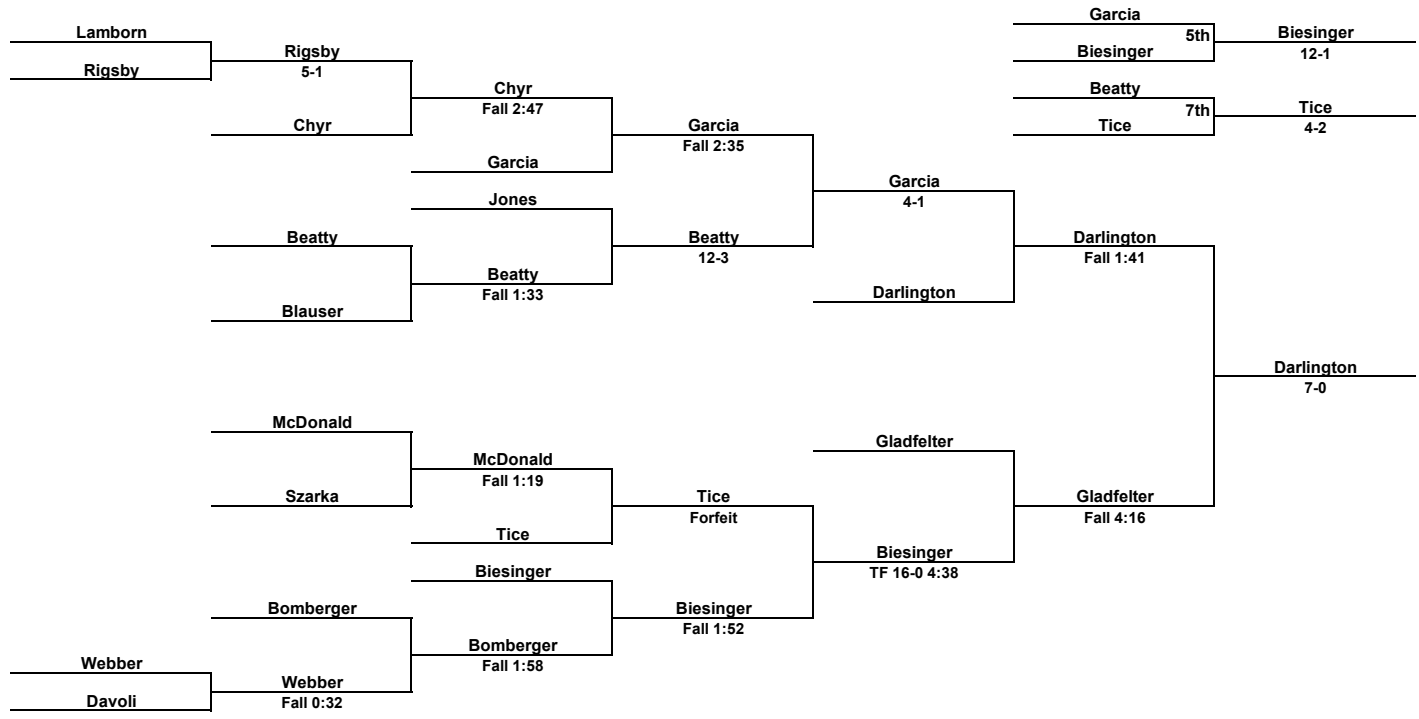 Garcia
Lamborn
5th
Biesinger
Rigsby
Biesinger
12-1
Rigsby
5-1
Chyr
Beatty
Fall 2:47
7th
Tice
Chyr
Garcia
Tice
4-2
Fall 2:35
Garcia
Garcia
4-1
Jones
Beatty
Beatty
Darlington
12-3
Fall 1:41
Beatty
Fall 1:33
Darlington
Blauser
Darlington
7-0
McDonald
Gladfelter
McDonald
Fall 1:19
Szarka
Tice
Gladfelter
Forfeit
Fall 4:16
Tice
Biesinger
TF 16-0 4:38
Biesinger
Bomberger
Biesinger
Fall 1:52
Bomberger
Fall 1:58
Webber
Webber
Fall 0:32
Davoli